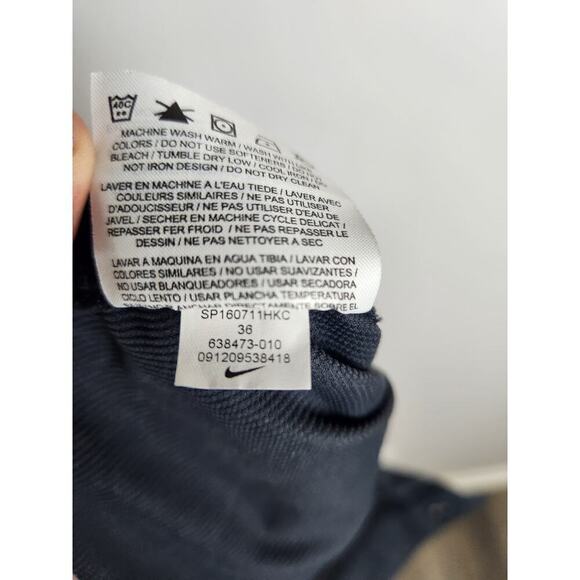 40C
MACHINE WASH WARM / WASH WITH
COLORS / DO NOT USE SOFTENERS / DO
BLEACH / TUMBLE DRY LOW / COOL IRON
NOT IRON DESIGN / DO NOT DRY CLEAN
LAVER EN MACHINE A L'EAU TIEDE / LAVER AVEC
COULEURS SIMILAIRES / NE PAS UTILISER
D'ADOUCISSEUR / NE PAS UTILISER D'EAU DE
JAVEL / SECHER EN MACHINE CYCLE DELICAT /
REPASSER FER FROID / NE PAS REPASSER LE
DESSIN / NE PAS NETTOYER A SEC
LAVAR A MAQUINA EN AGUA TIBIA / LAVAR CON
COLORES SIMILARES / NO USAR SUAVIZANTES /
NO USAR BLANQUEADORES / USAR SECADORA
CICLO LENTO / USAR PLANCHA TEMPERATURA
SOBRE EL
SP160711HKC
36
638473-010
091209538418